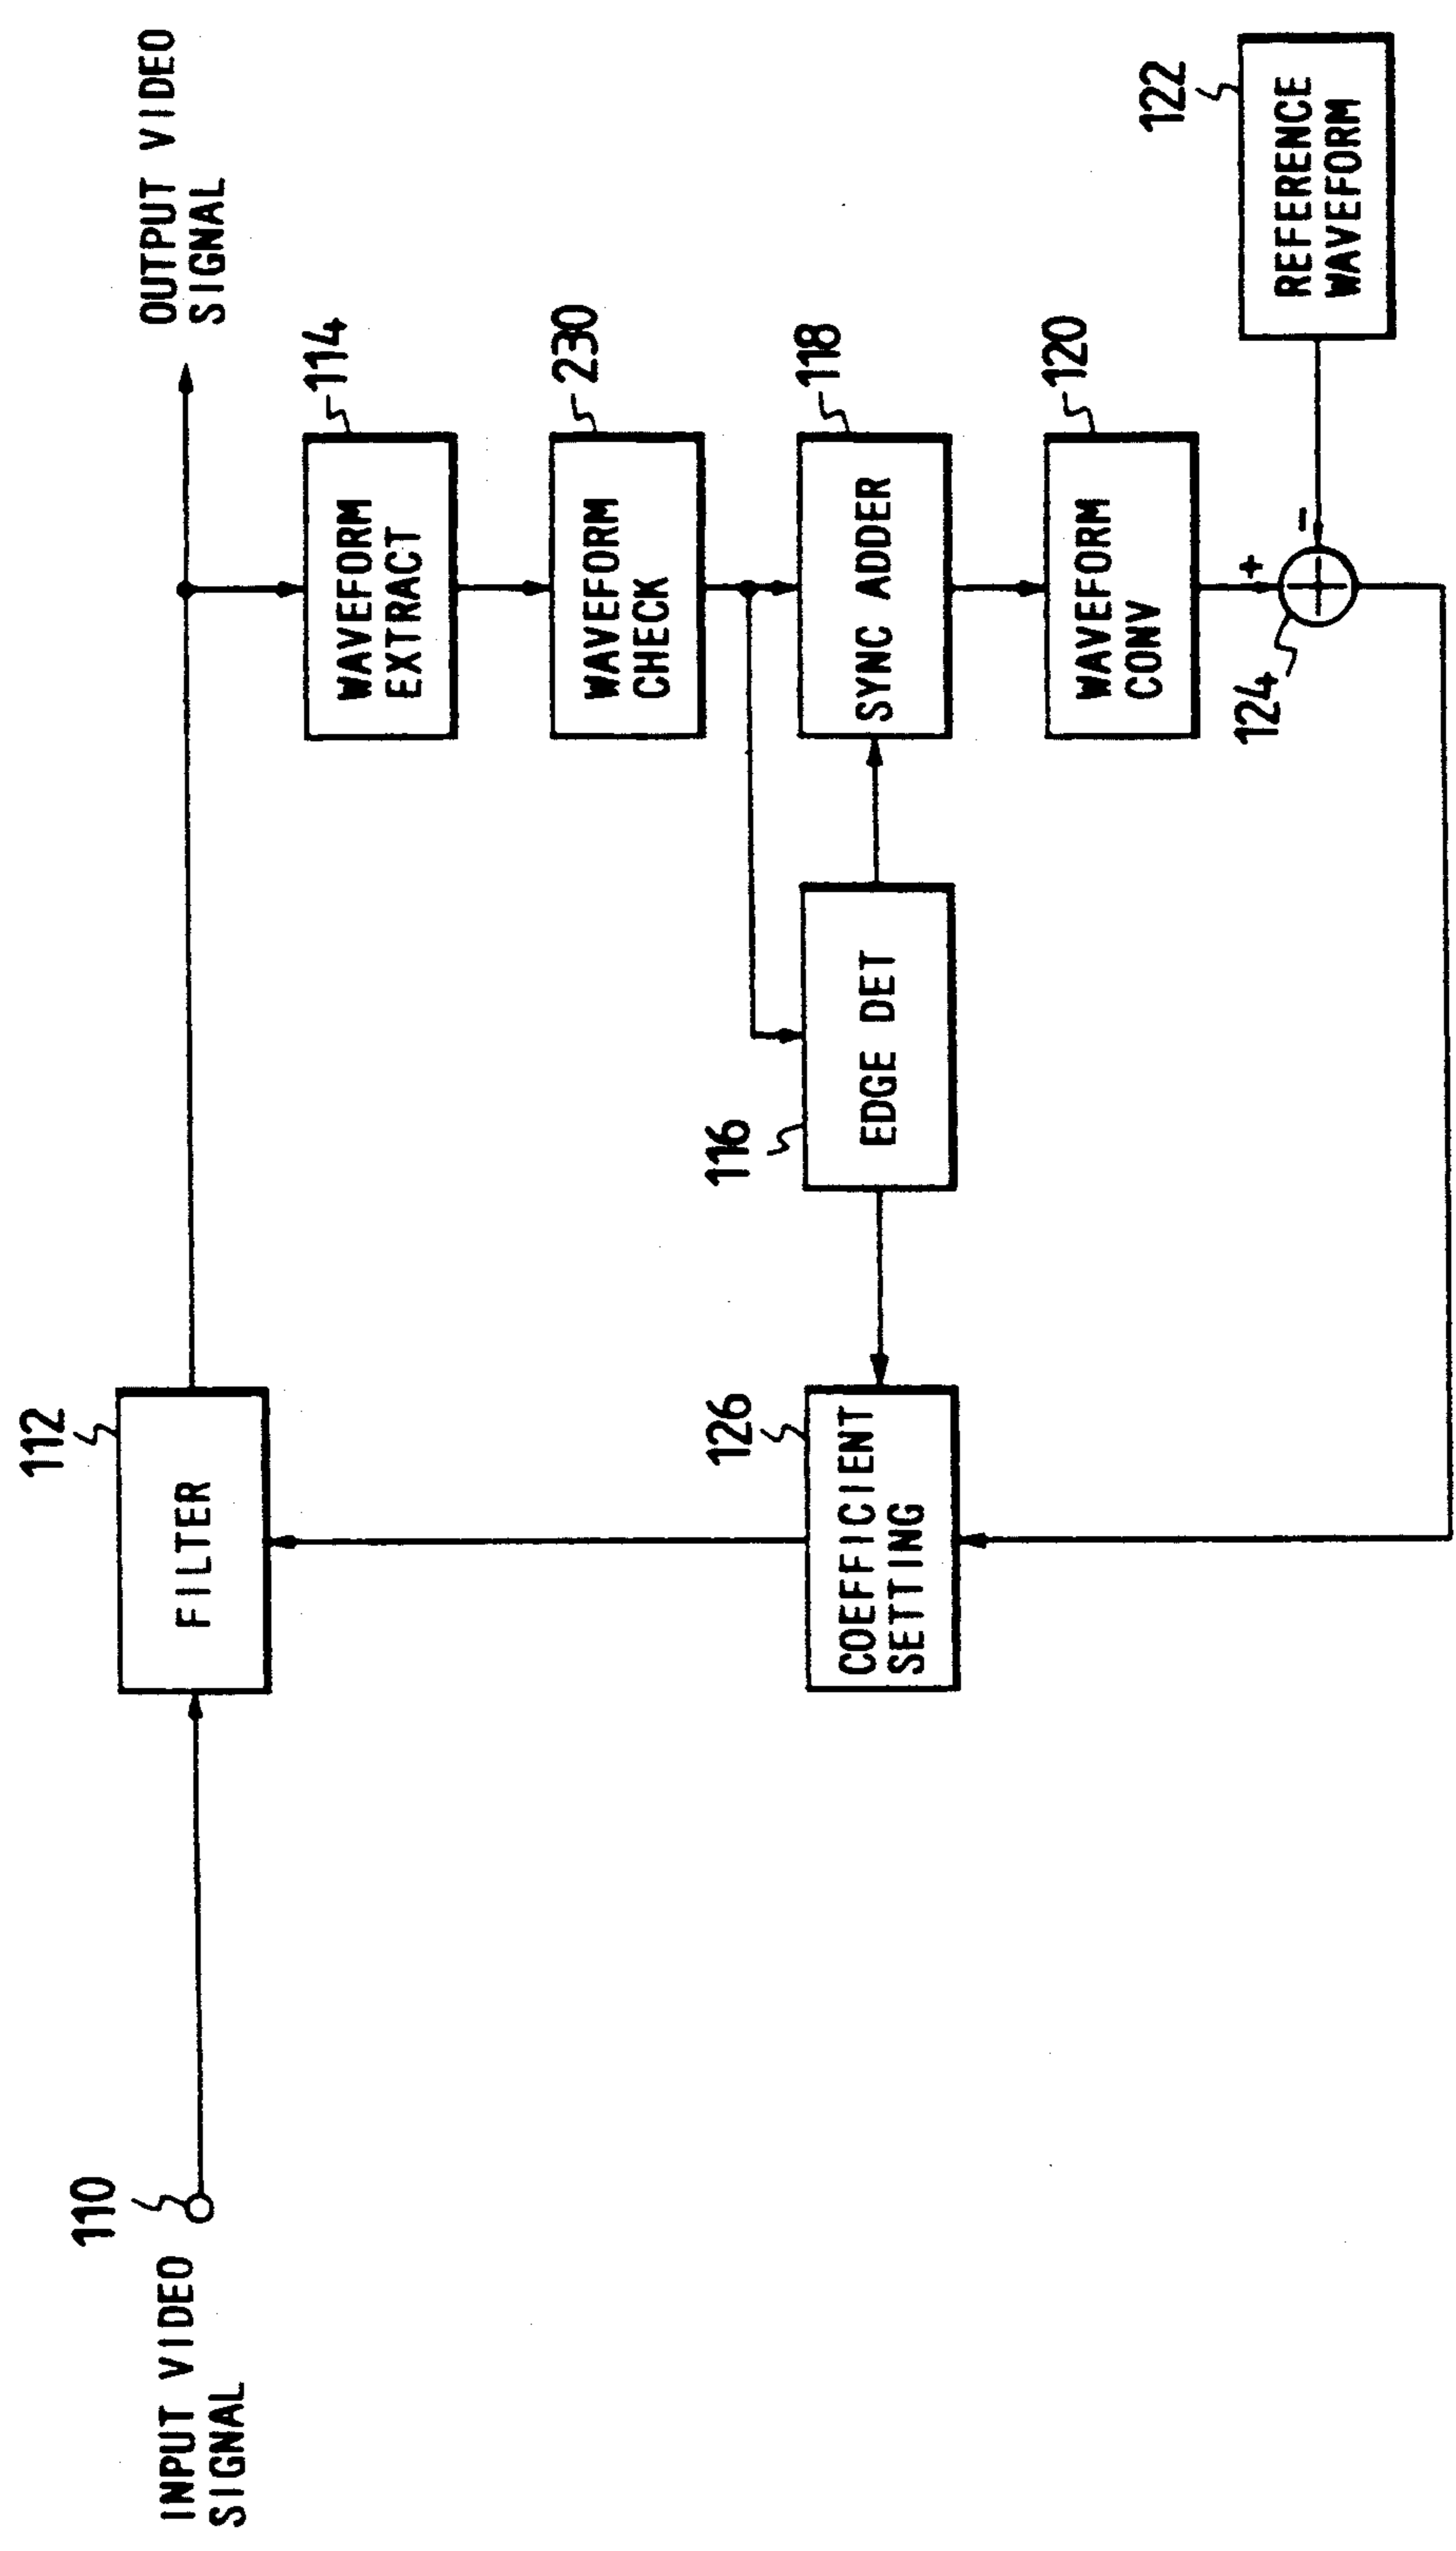 INPUT VIDEO
SIGNAL
110
FILTER
112
OUTPUT VIDEO
SIGNAL
WAVEFORM
EXTRACT
114
WAVEFORM
CHECK
230
COEFFICIENT
SETTING
126
EDGE DET
116
SYNC ADDER
118
WAVEFORM
CONV
120
+
-
124
REFERENCE
WAVEFORM
122